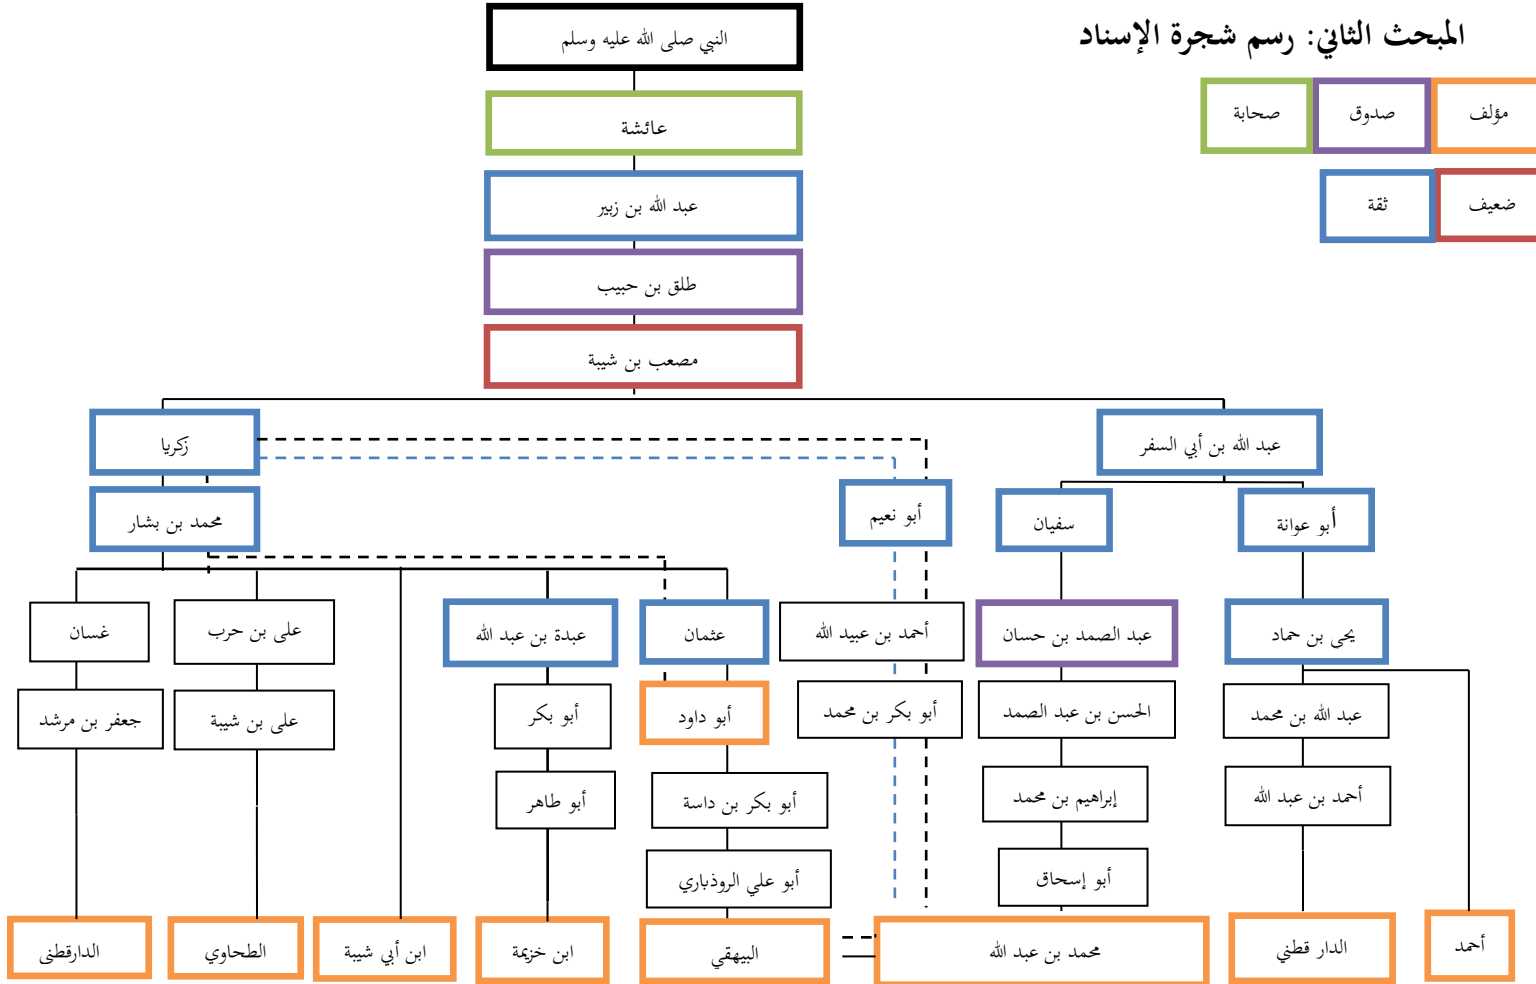 المبحث الثاني: رسم شجرة الإسناد
مؤلف
صدوق
صحابة
ضعيف
ثقة
النبي صلى الله عليه وسلم
عائشة
عبد الله بن زبير
طلق بن حبيب
مصعب بن شيبة
عبد الله بن أبي السفر
زكريا
أبو عوانة
سفيان
أبو نعيم
محمد بن بشار
يحى بن حماد
عبد الصمد بن حسان
أحمد بن عبيد الله
عثمان
عبدة بن عبد الله
على بن حرب
غسان
عبد الله بن محمد
الحسن بن عبد الصمد
أبو بكر بن محمد
أبو داود
أبو بكر
على بن شيبة
جعفر بن مرشد
أحمد بن عبد الله
إبراهيم بن محمد
أبو بكر بن داسة
أبو طاهر
أبو إسحاق
أبو علي الروذباري
أحمد
الدار قطني
محمد بن عبد الله
البيهقي
ابن خزيمة
ابن أبي شيبة
الطحاوي
الدارقطنى